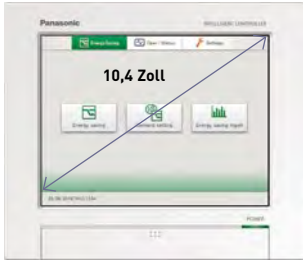 Panasonic
INTELLIGENT CONTROLLER
Energy Saving
Oper / Status
Settings
10,4 Zoll
Energy saving
Demand setting
Energy saving report
POWER